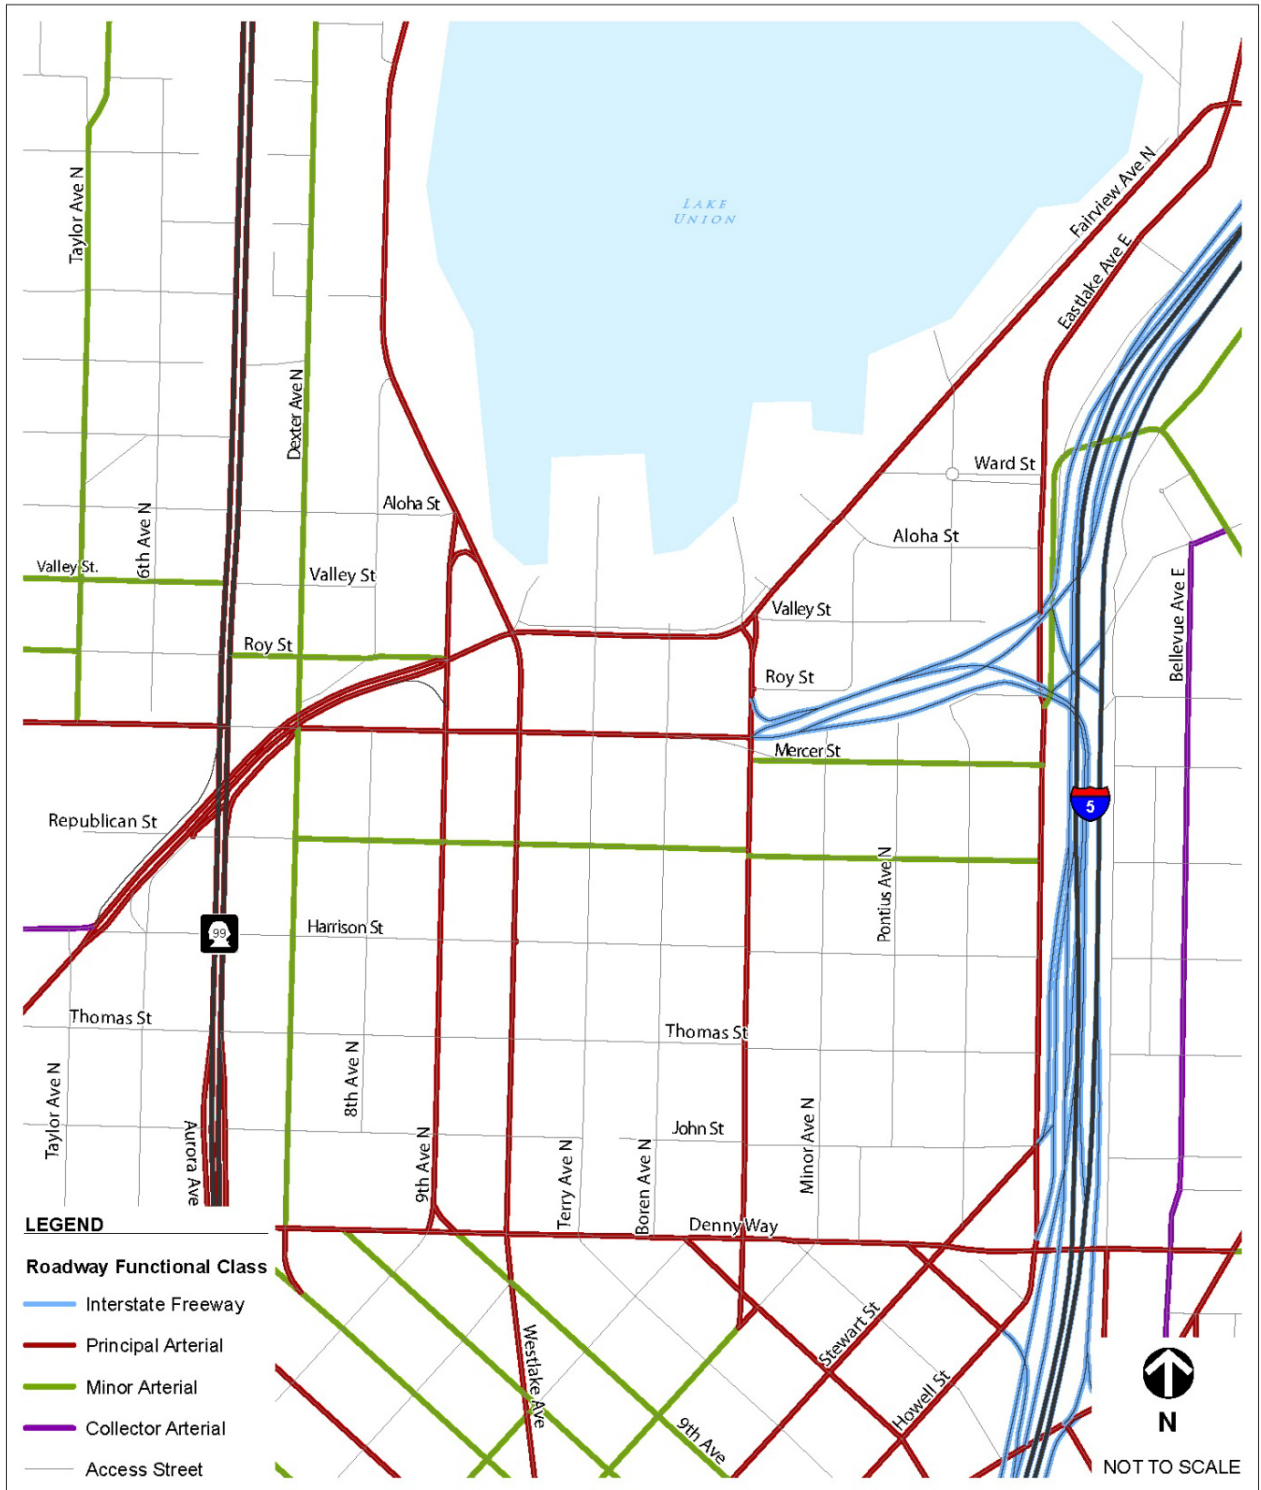 LAKE
UNION
Taylor Ave N
Fairview Ave N
Eastlake Ave E
Dexter Ave N
Ward St
Aloha St
6th Ave N
Aloha St
Valley St.
Valley St
Bellevue Ave E
Valley St
Roy St
Roy St
Mercer St
5
Republican St
Pontius Ave N
99
Harrison St
Thomas St
Thomas St
8th Ave N
Taylor Ave N
John St
Minor Ave N
Aurora Ave
9th Ave N
Terry Ave N
Boren Ave N
Denny Way
LEGEND
Roadway Functional Class
Interstate Freeway
Principal Arterial
Minor Arterial
Collector Arterial
Access Street
Westlake Ave
Stewart St
Howell St
9th Ave
N
NOT TO SCALE